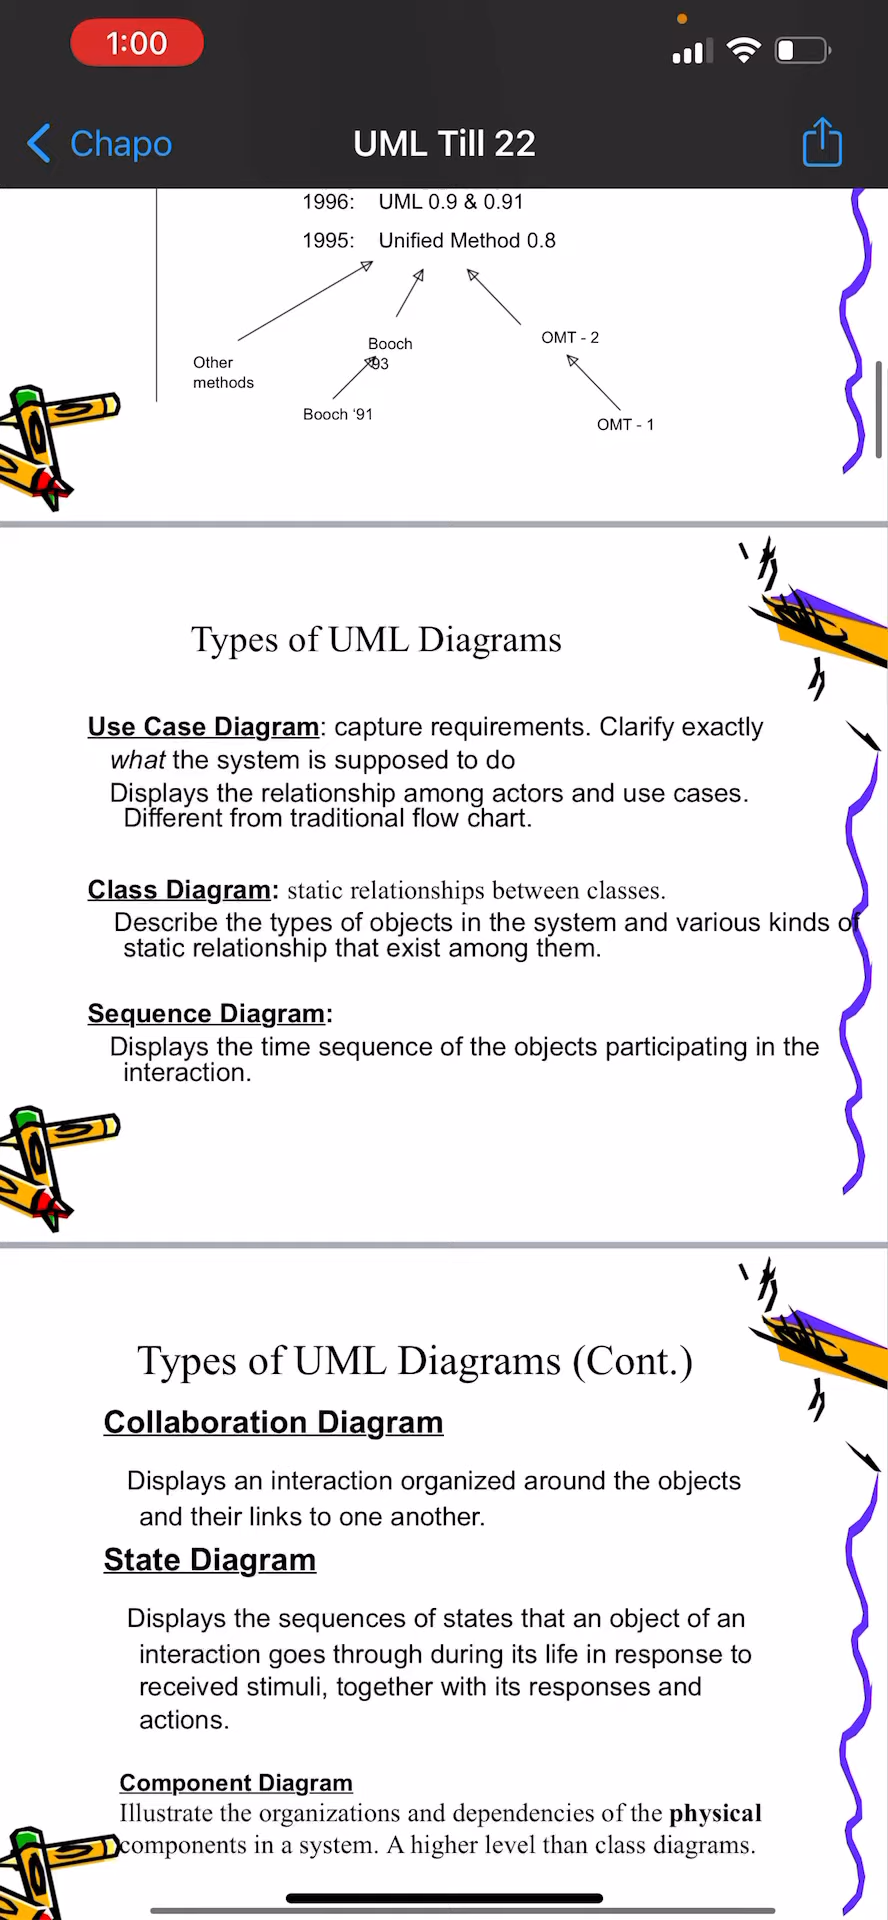 1:00
Chapo
UML Till 22
1996: UML 0.9 & 0.91
1995: Unified Method 0.8
Other
methods
Booch
'93
Booch ‘91
OMT - 2
OMT - 1
Types of UML Diagrams
Use Case Diagram: capture requirements. Clarify exactly
what the system is supposed to do
Displays the relationship among actors and use cases.
Different from traditional flow chart.
Class Diagram: static relationships between classes.
Describe the types of objects in the system and various kinds of
static relationship that exist among them.
Sequence Diagram:
Displays the time sequence of the objects participating in the
interaction.
Types of UML Diagrams (Cont.)
Collaboration Diagram
Displays an interaction organized around the objects
and their links to one another.
State Diagram
Displays the sequences of states that an object of an
interaction goes through during its life in response to
received stimuli, together with its responses and
actions.
Component Diagram
Illustrate the organizations and dependencies of the physical
components in a system. A higher level than class diagrams.